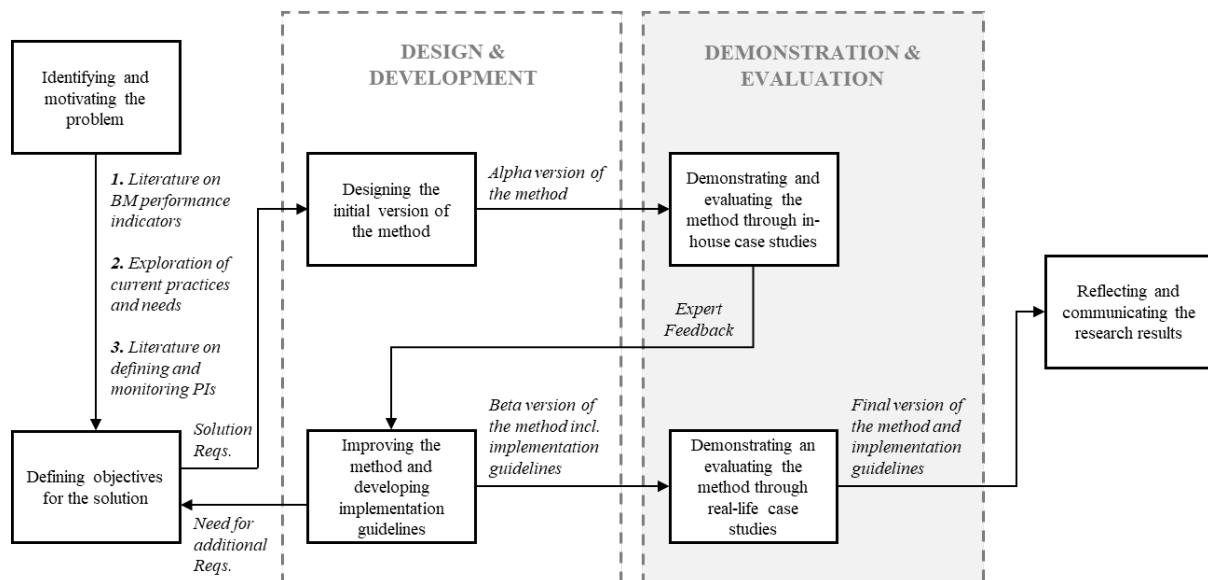 DESIGN &
DEVELOPMENT
DEMONSTRATION &
EVALUATION
Identifying and
motivating the
problem
1. Literature on
BM performance
indicators
2. Exploration of
current practices
and needs
3. Literature on
defining and
monitoring PIs
Designing the
initial version of
the method
Alpha version of
the method
Demonstrating and
evaluating the
method through in-
house case studies
Expert
Feedback
Reflecting and
communicating the
research results
Defining objectives
for the solution
Solution
Reqs.
Need for
additional
Reqs.
Improving the
method and
developing
implementation
guidelines
Beta version of
the method incl.
implementation
guidelines
Demonstrating an
evaluating the
method through
real-life case
studies
Final version of
the method and
implementation
guidelines